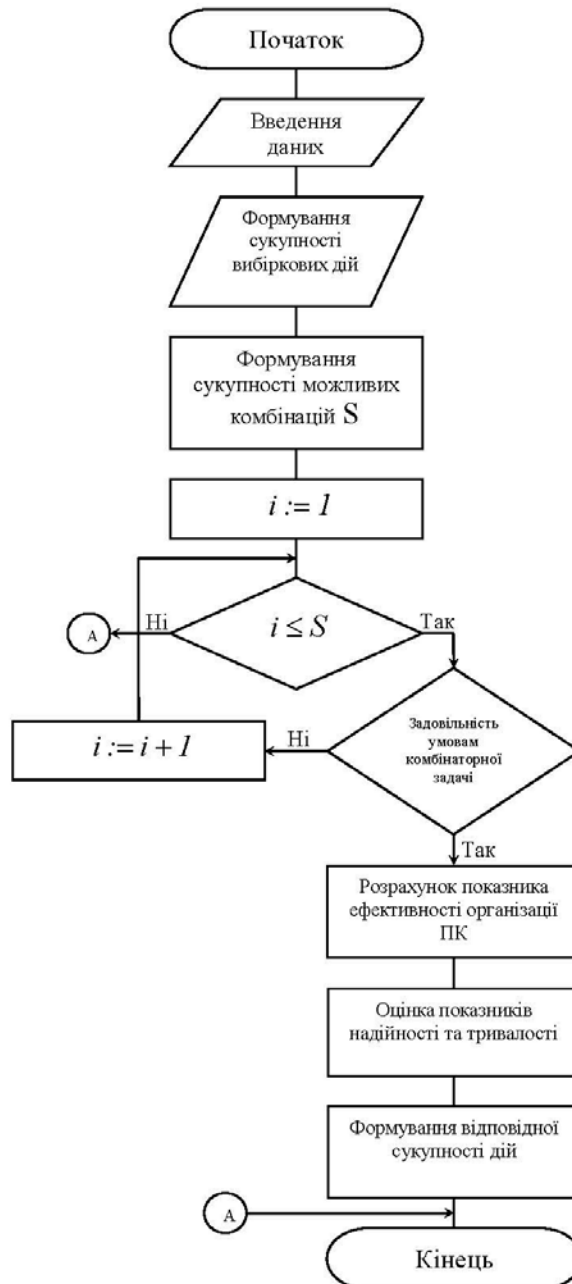 Початок
Введення
даних
Формування
сукупності
вибіркових дій
Формування
сукупності можливих
комбінацій S
i := 1
i ≤ S
Ні
Так
A
Задовільність
умовам
комбінаторної
задачі
Ні
i := i + 1
Так
Розрахунок показника
ефективності організації
ПК
Оцінка показників
надійності та тривалості
Формування відповідної
сукупності дій
A
Кінець